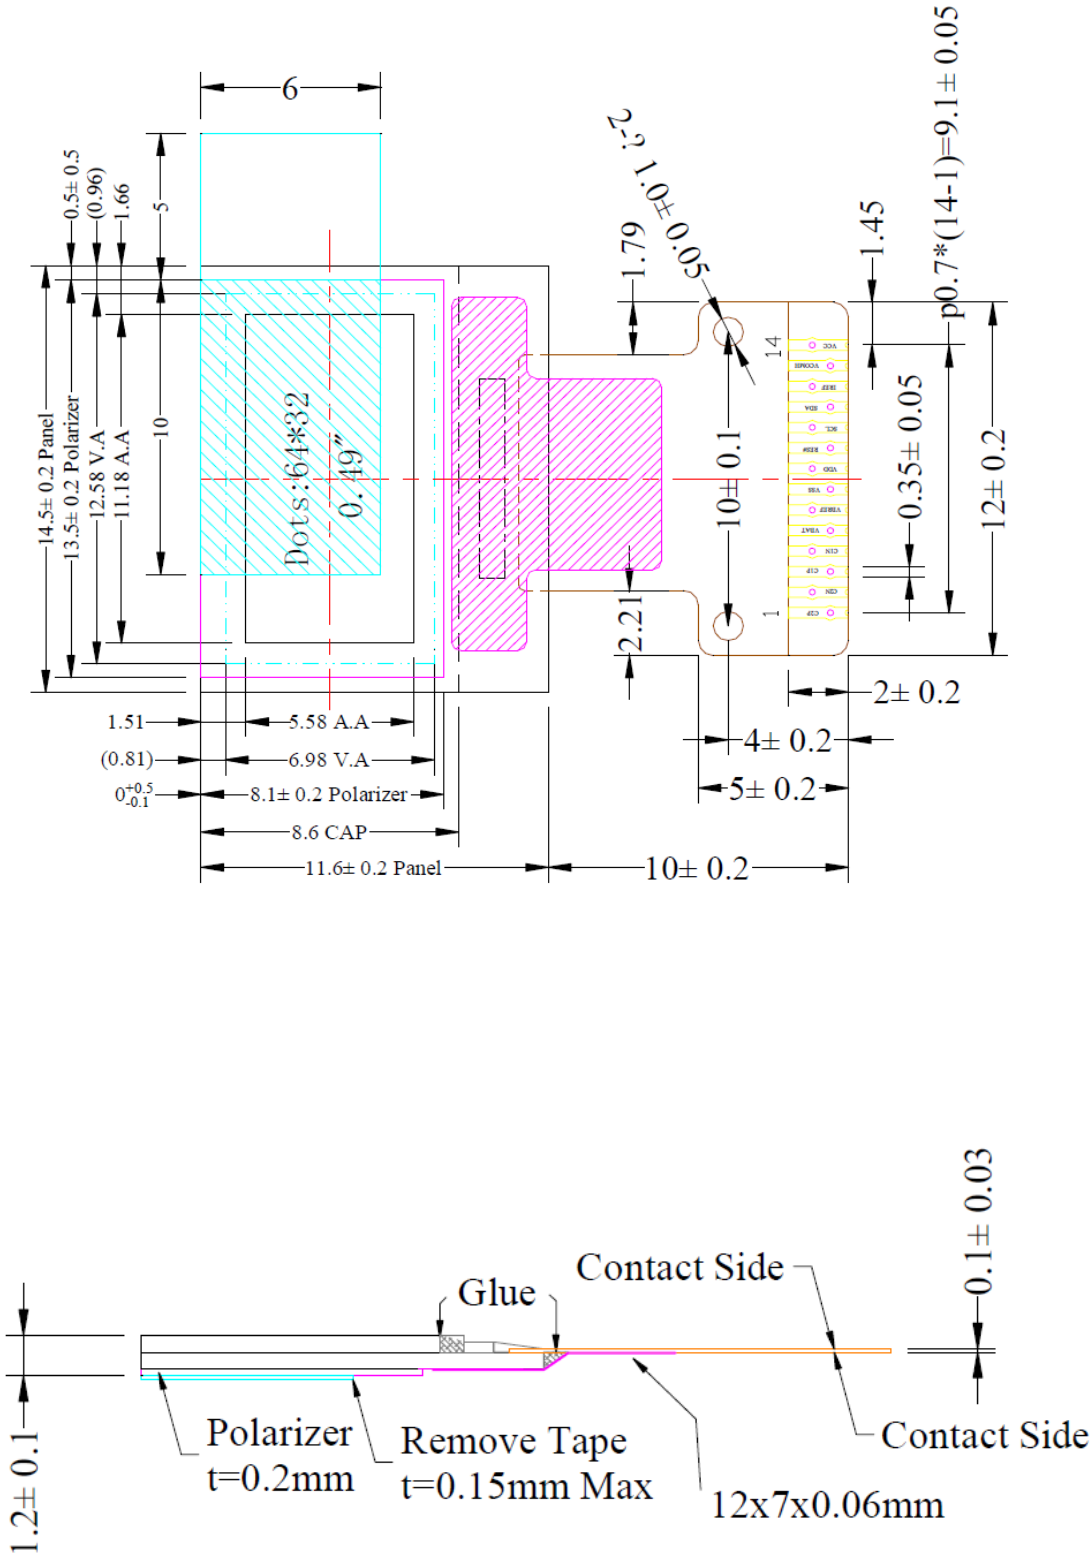 6
0.5± 0.5
(0.96)
1.66
5
14.5± 0.2 Panel
13.5± 0.2 Polarizer
12.58 V.A
11.18 A.A
10
Dots:64*32
0.49"
2-? 1.0± 0.05
1.79
1.45
p0.7*(14-1)=9.1± 0.05
0.35± 0.05
12± 0.2
10± 0.1
2.21
14
VCC
VCOMH
IREF
SDA
SCL
RES#
VDD
VSS
VBREF
VBAT
C1N
C1P
C2N
C2P
1
2± 0.2
4± 0.2
5± 0.2
10± 0.2
1.51
5.58 A.A
(0.81)
6.98 V.A
0+0.5-0.1
8.1± 0.2 Polarizer
8.6 CAP
11.6± 0.2 Panel
0.1± 0.03
Contact Side
Glue
1.2± 0.1
Polarizer
t=0.2mm
Remove Tape
t=0.15mm Max
Contact Side
12x7x0.06mm